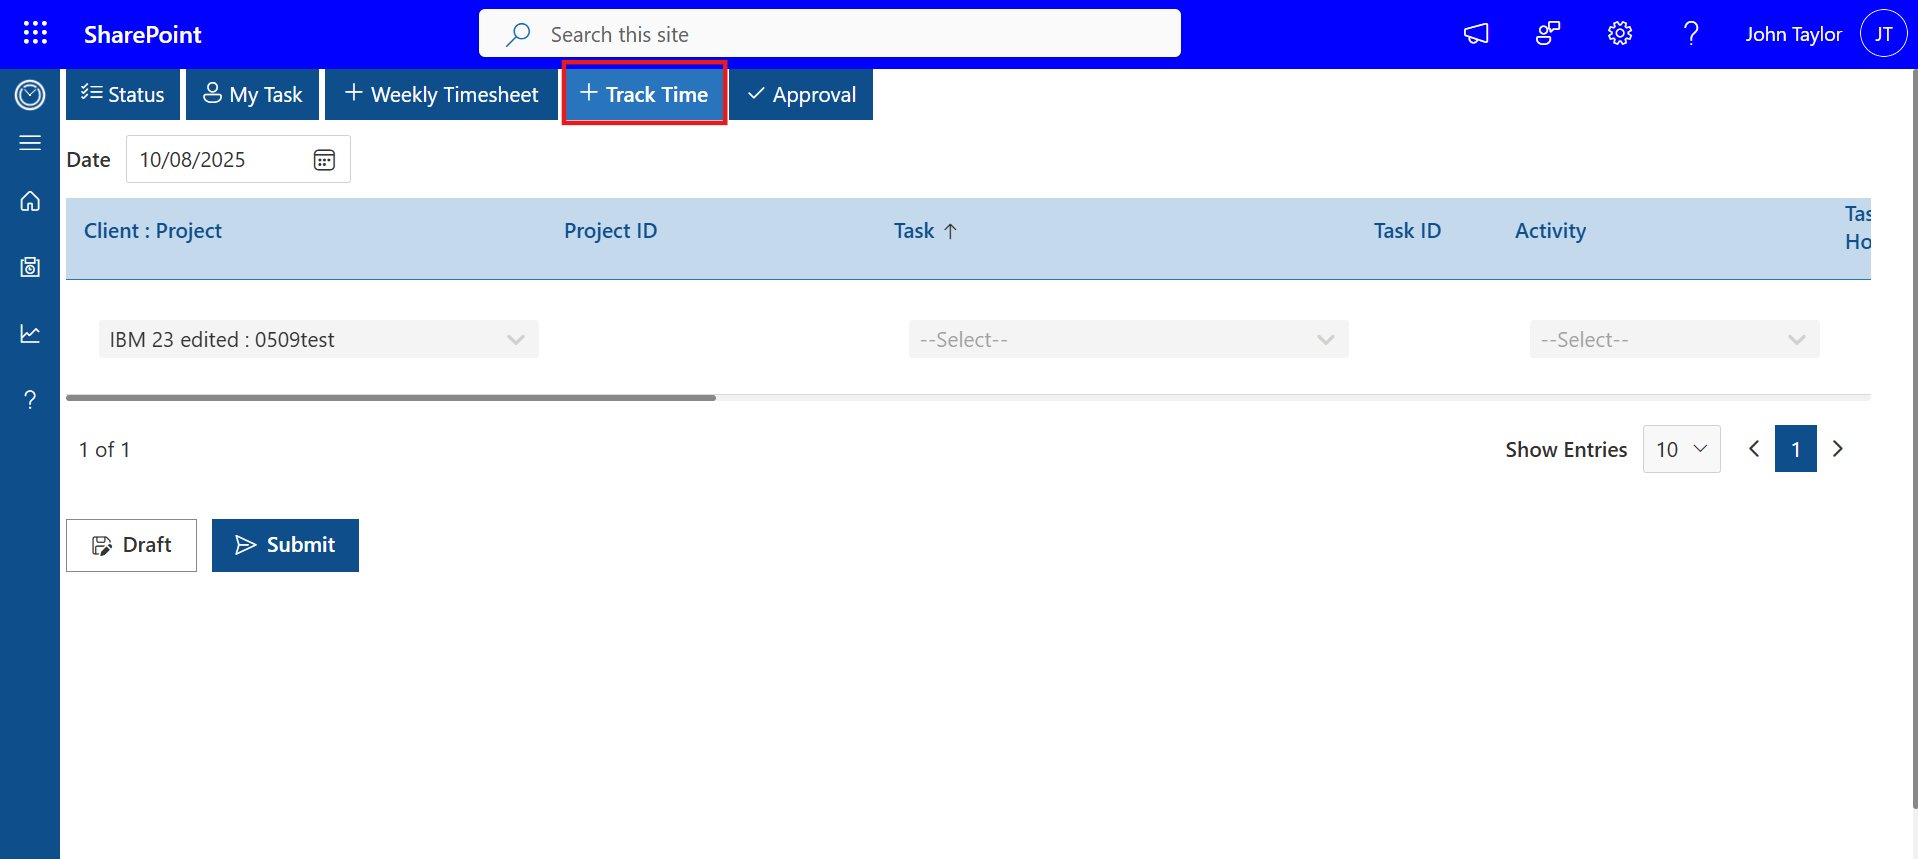 SharePoint
Search this site
John Taylor
JT
Status
My Task
Weekly Timesheet
Track Time
Approval
Date
10/08/2025
Client : Project
Project ID
Task ↑
Task ID
Activity
Tas
Ho
IBM 23 edited : 0509test
--Select--
--Select--
1 of 1
Show Entries
10
1
Draft
Submit